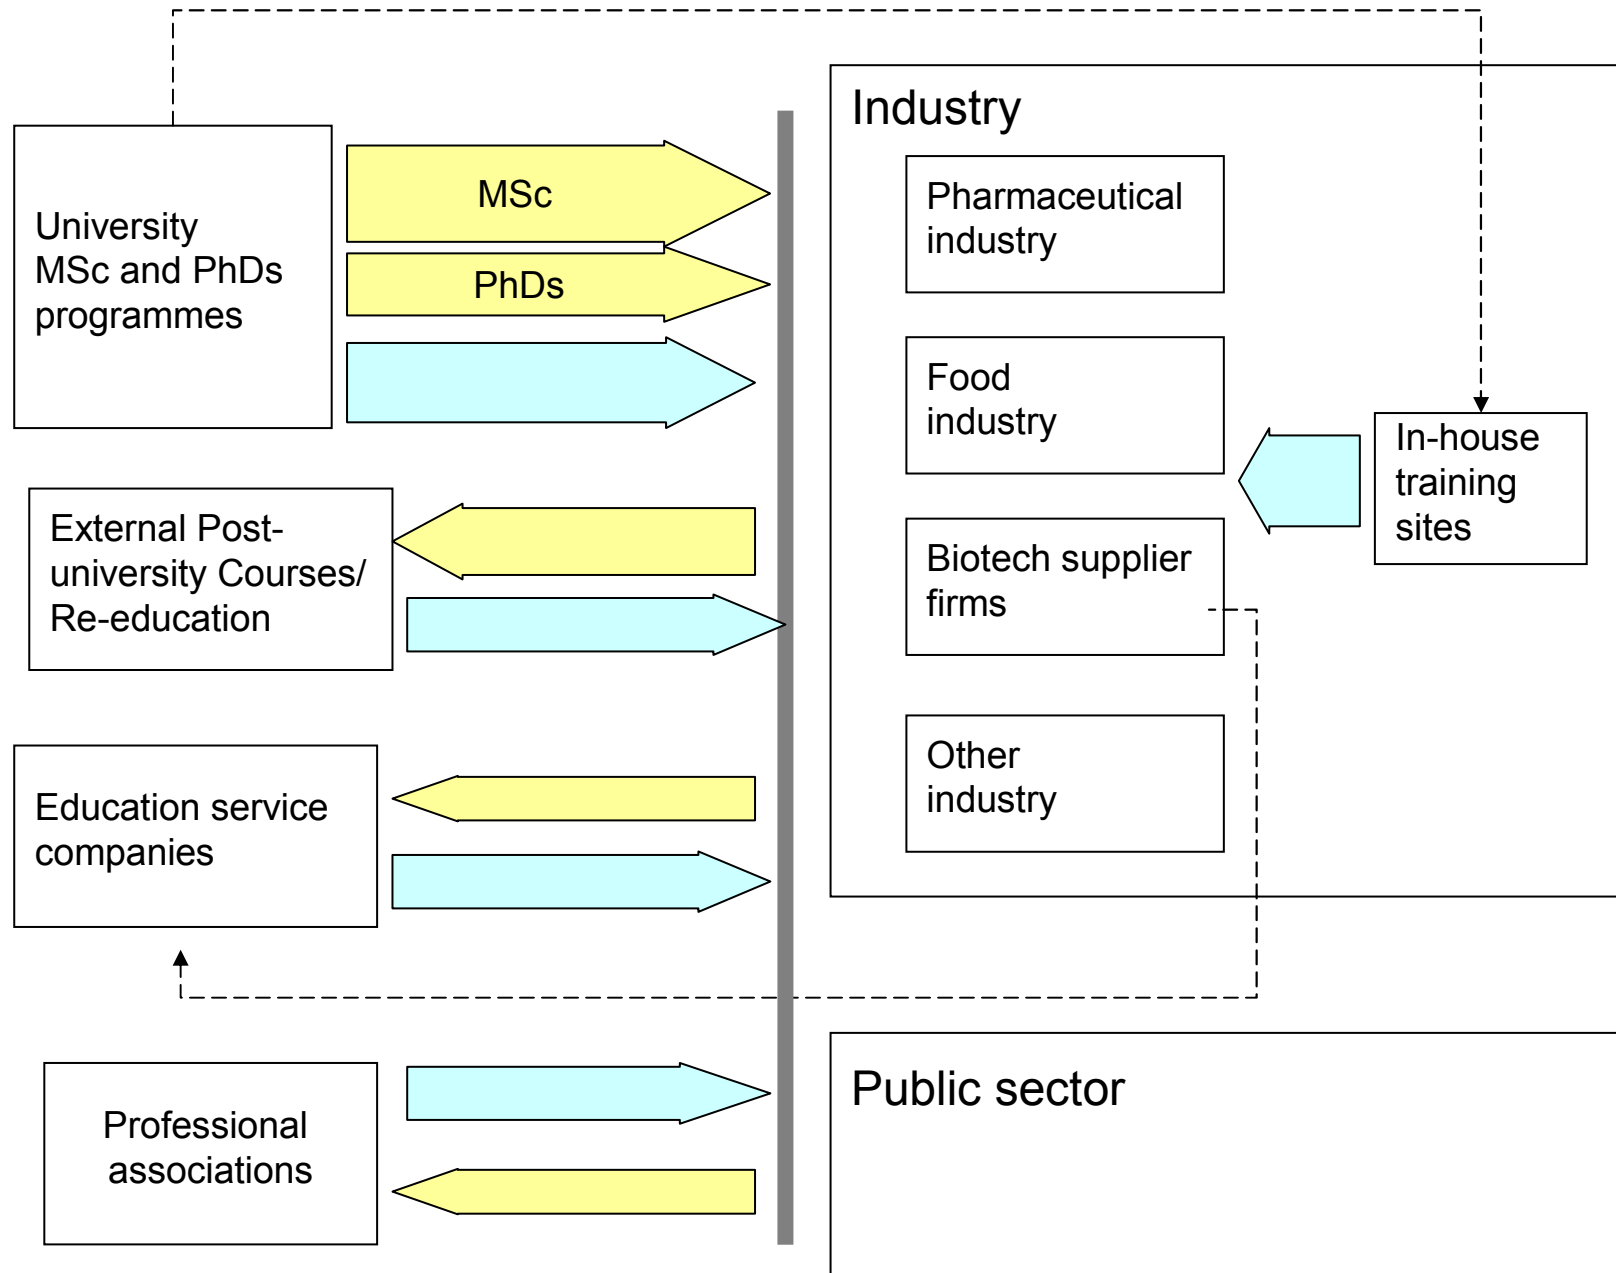 University
MSc and PhDs
programmes
MSc
PhDs
External Post-
university Courses/
Re-education
Education service
companies
Professional
associations
Industry
Pharmaceutical
industry
Food
industry
Biotech supplier
firms
Other
industry
In-house
training
sites
Public sector